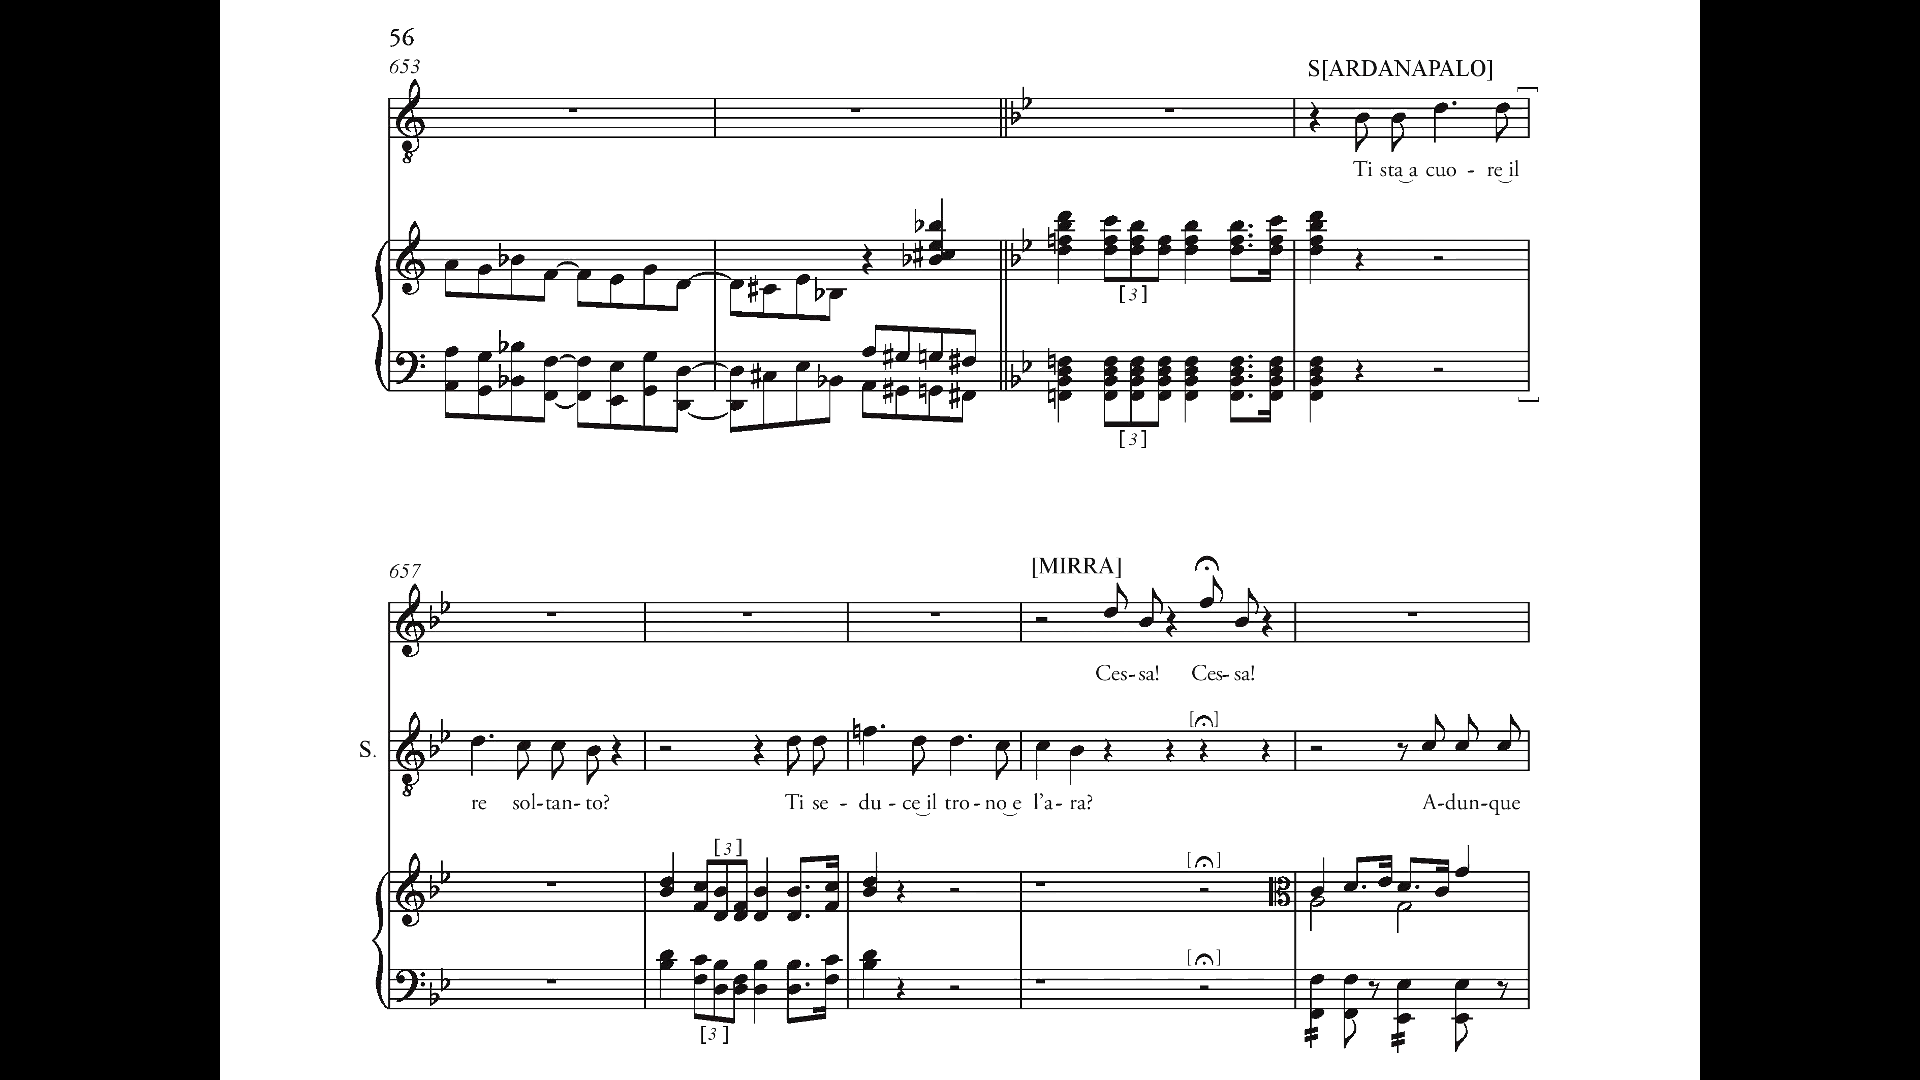 56
653
S[ARDANAPALO]
Ti sta a cuo - re il
[3]
[3]
657
[MIRRA]
Ces- sa! Ces- sa!
S.
re sol-tan- to? Ti se - du - ce il tro - no e l'a- ra? A-dun-que
[3]
[3]